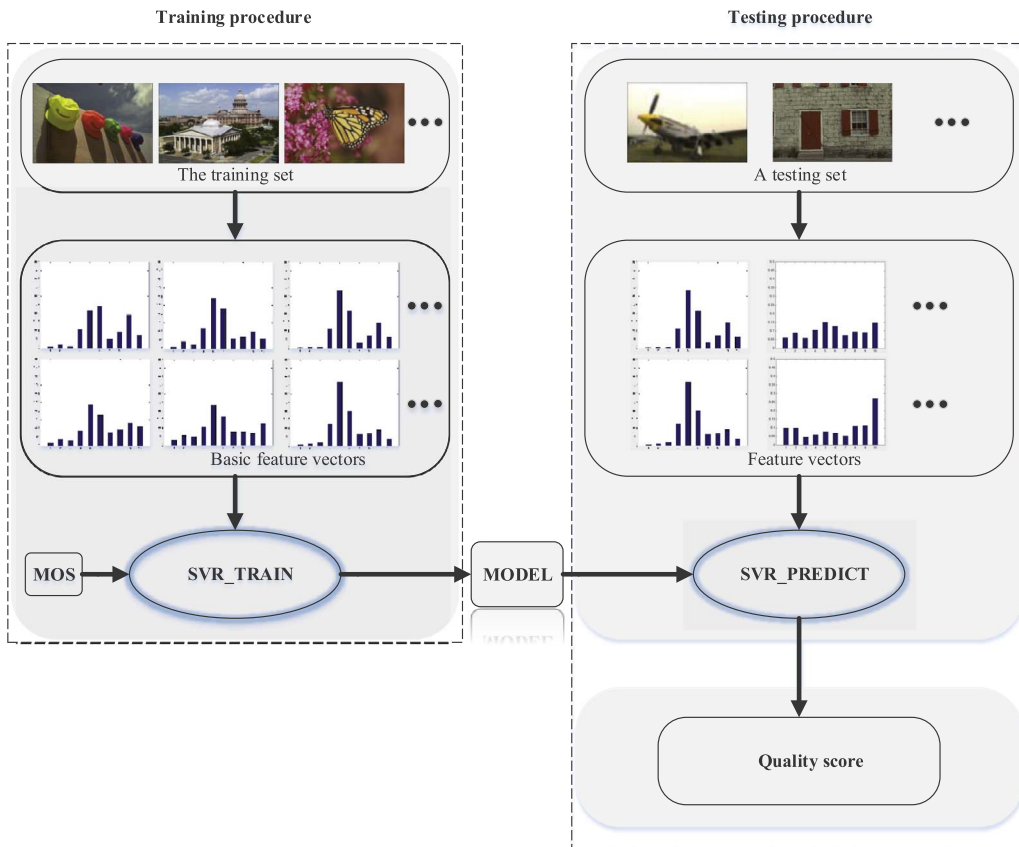 Training procedure
The training set
Basic feature vectors
MOS
SVR_TRAIN
MODEL
Testing procedure
A testing set
Feature vectors
SVR_PREDICT
Quality score